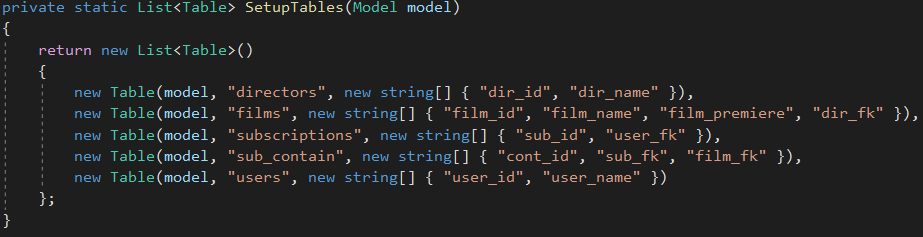 private static List<Table> SetupTables(Model model)
{
    return new List<Table>()
    {
        new Table(model, "directors", new string[] { "dir_id", "dir_name" }),
        new Table(model, "films", new string[] { "film_id", "film_name", "film_premiere", "dir_fk" }),
        new Table(model, "subscriptions", new string[] { "sub_id", "user_fk" }),
        new Table(model, "sub_contain", new string[] { "cont_id", "sub_fk", "film_fk" }),
        new Table(model, "users", new string[] { "user_id", "user_name" })
    };
}